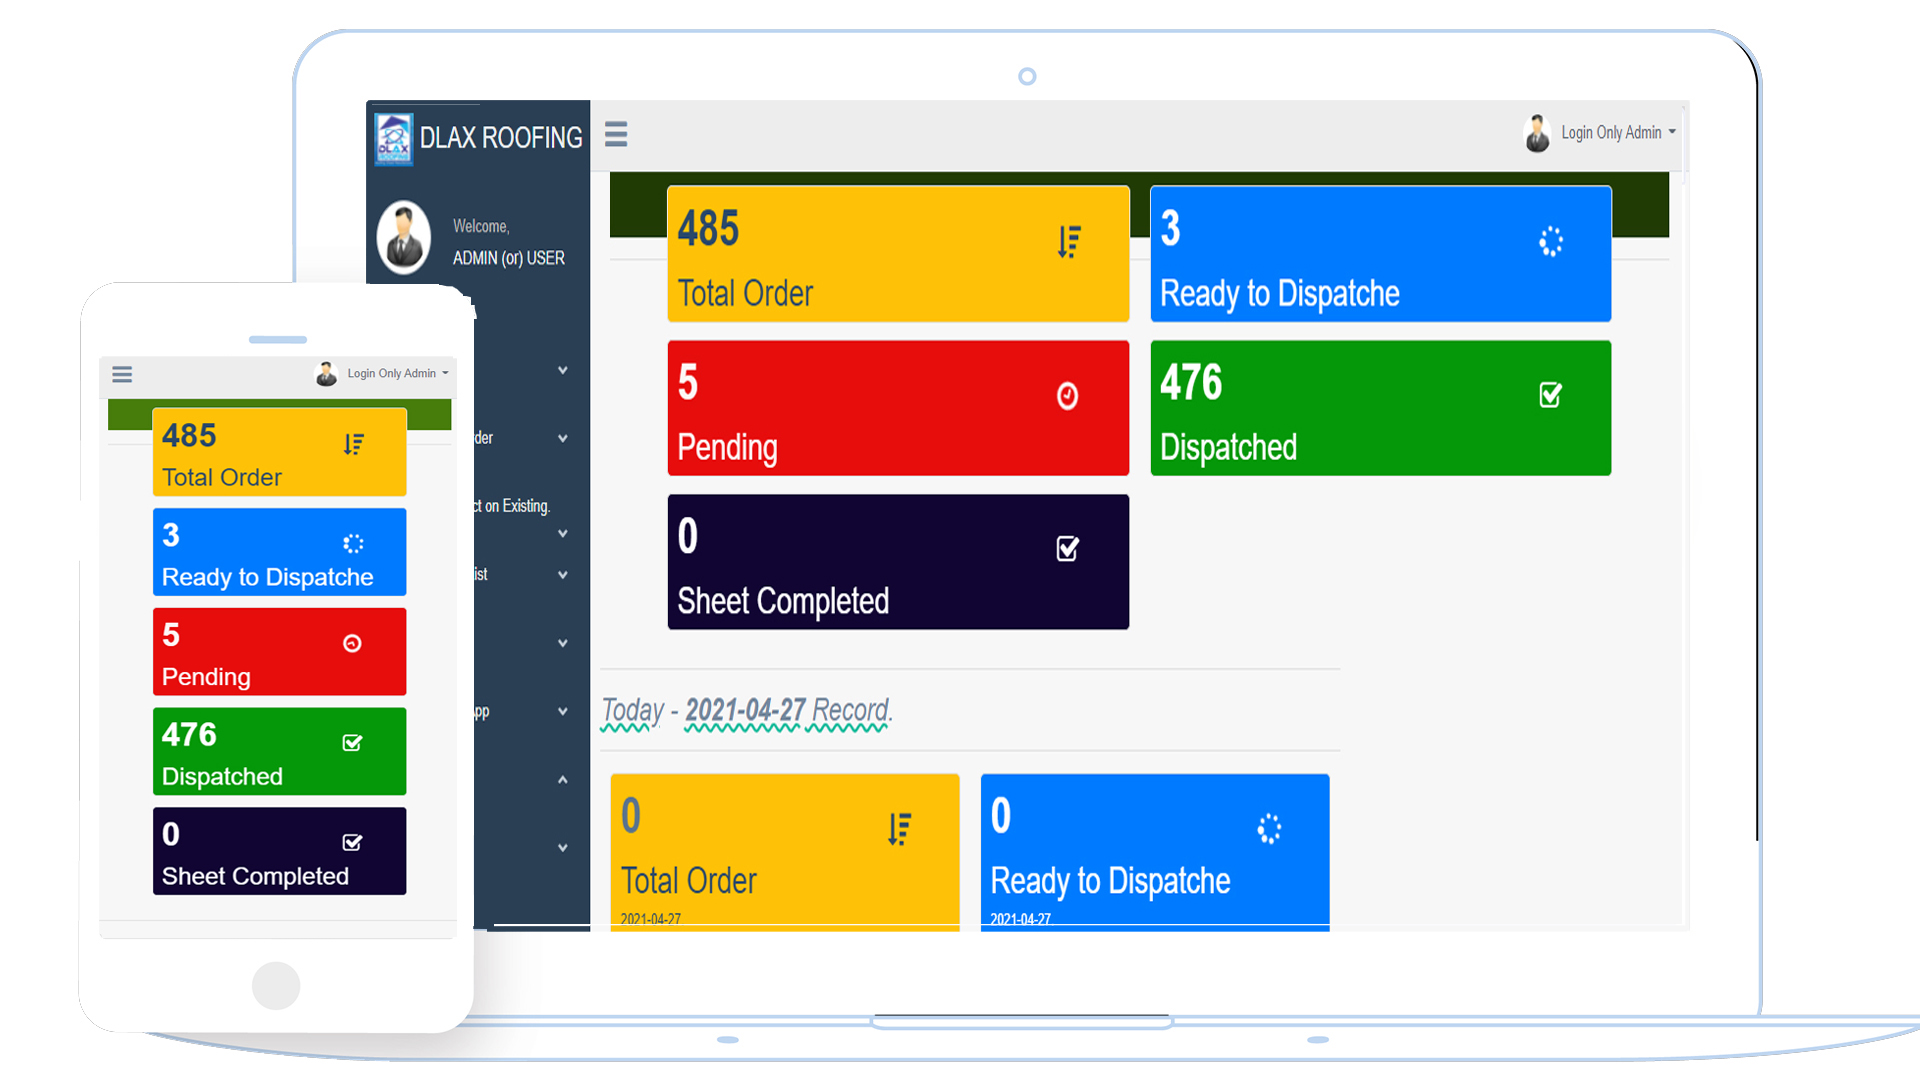 DLAX
ROOFING
DLAX ROOFING
Login Only Admin
Welcome,
ADMIN (or) USER
der
ct on Existing.
ist
pp
485
Total Order
3
Ready to Dispatche
5
Pending
476
Dispatched
0
Sheet Completed
Today - 2021-04-27 Record.
0
Total Order
2021-04-27
0
Ready to Dispatche
2021-04-27
Login Only Admin
485
Total Order
3
Ready to Dispatche
5
Pending
476
Dispatched
0
Sheet Completed